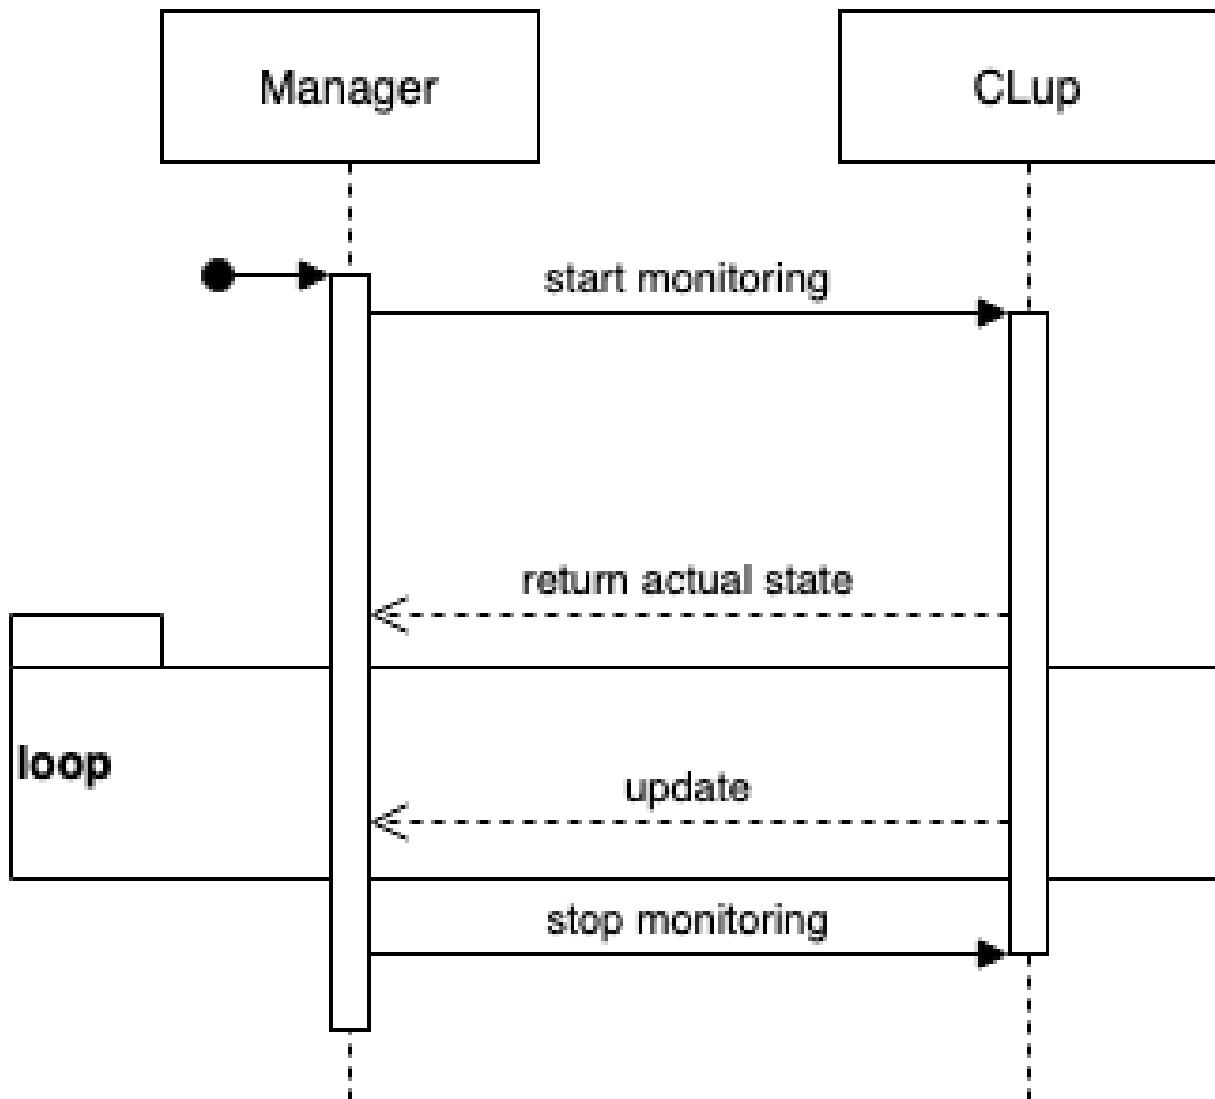 Manager
CLup
start monitoring
return actual state
loop
update
stop monitoring